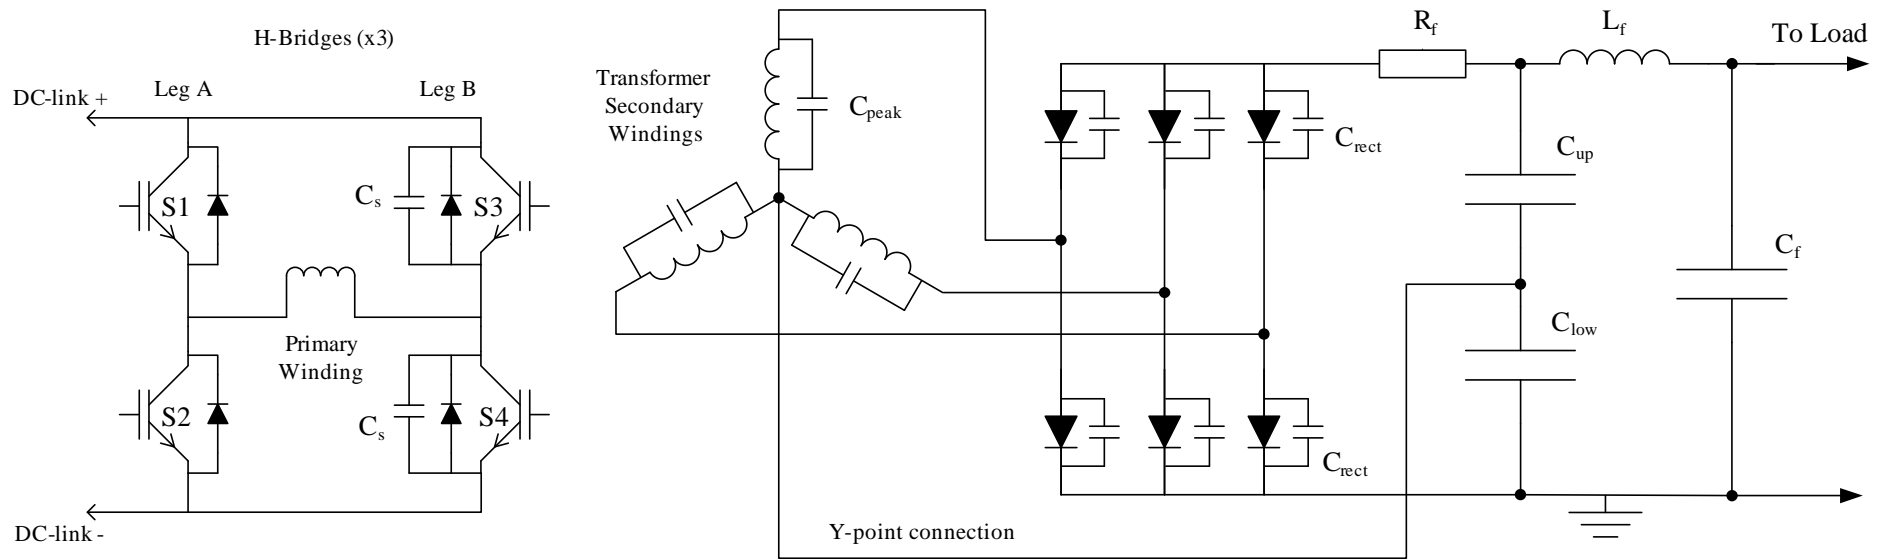 H-Bridges (x3)
Leg A
Leg B
DC-link +
S1
Cs
S3
Primary
Winding
S2
Cs
S4
DC-link -
Transformer
Secondary
Windings
Cpeak
Crect
Crect
Y-point connection
Rf
Lf
To Load
Cup
Clow
Cf